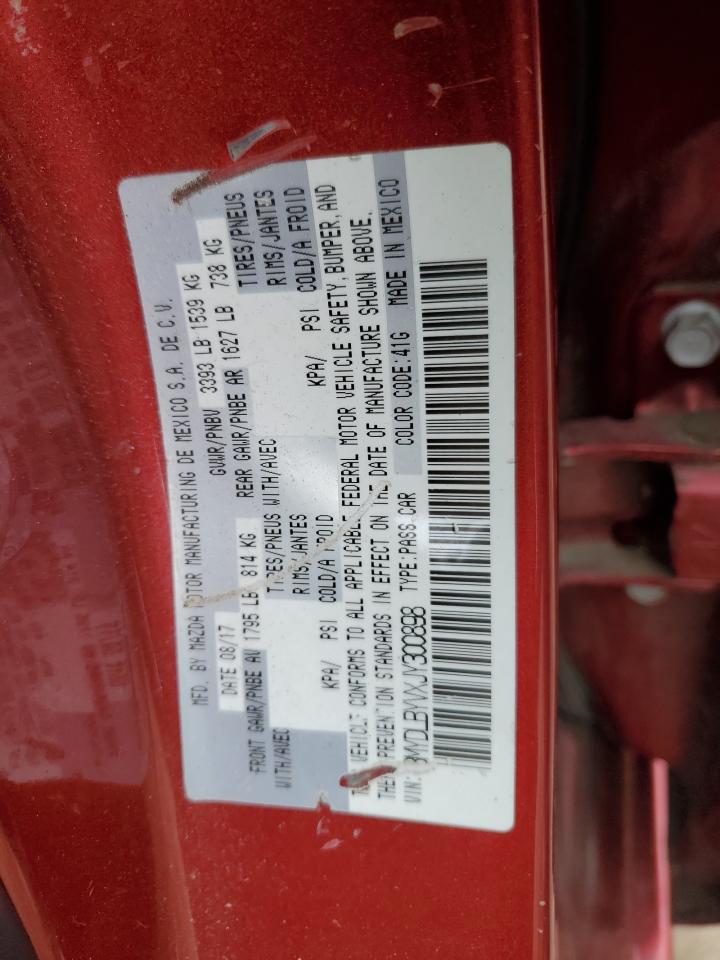 MFD. BY MAZDA MOTOR MANUFACTURING DE MEXICO S.A. DE C.V.
DATE 08/17 GVWR/PNBV 3393 LB 1539 KG
FRONT GAWR/PNBE AV 1795 LB 814 KG REAR GAWR/PNBE AR 1627 LB 738 KG
WITH/AVEC TIRES/PNEUS WITH/AVEC TIRES/PNEUS
RIMS/JANTES RIMS/JANTES
KPA/ PSI COLD/A FROID KPA/ PSI COLD/A FROID
VEHICLE CONFORMS TO ALL APPLICABLE FEDERAL MOTOR VEHICLE SAFETY, BUMPER, AND
THEFT PREVENTION STANDARDS IN EFFECT ON THE DATE OF MANUFACTURE SHOWN ABOVE.
VIN: 3MYDLBYVXJY300898 TYPE:PASS.CAR COLOR CODE:41G MADE IN MEXICO